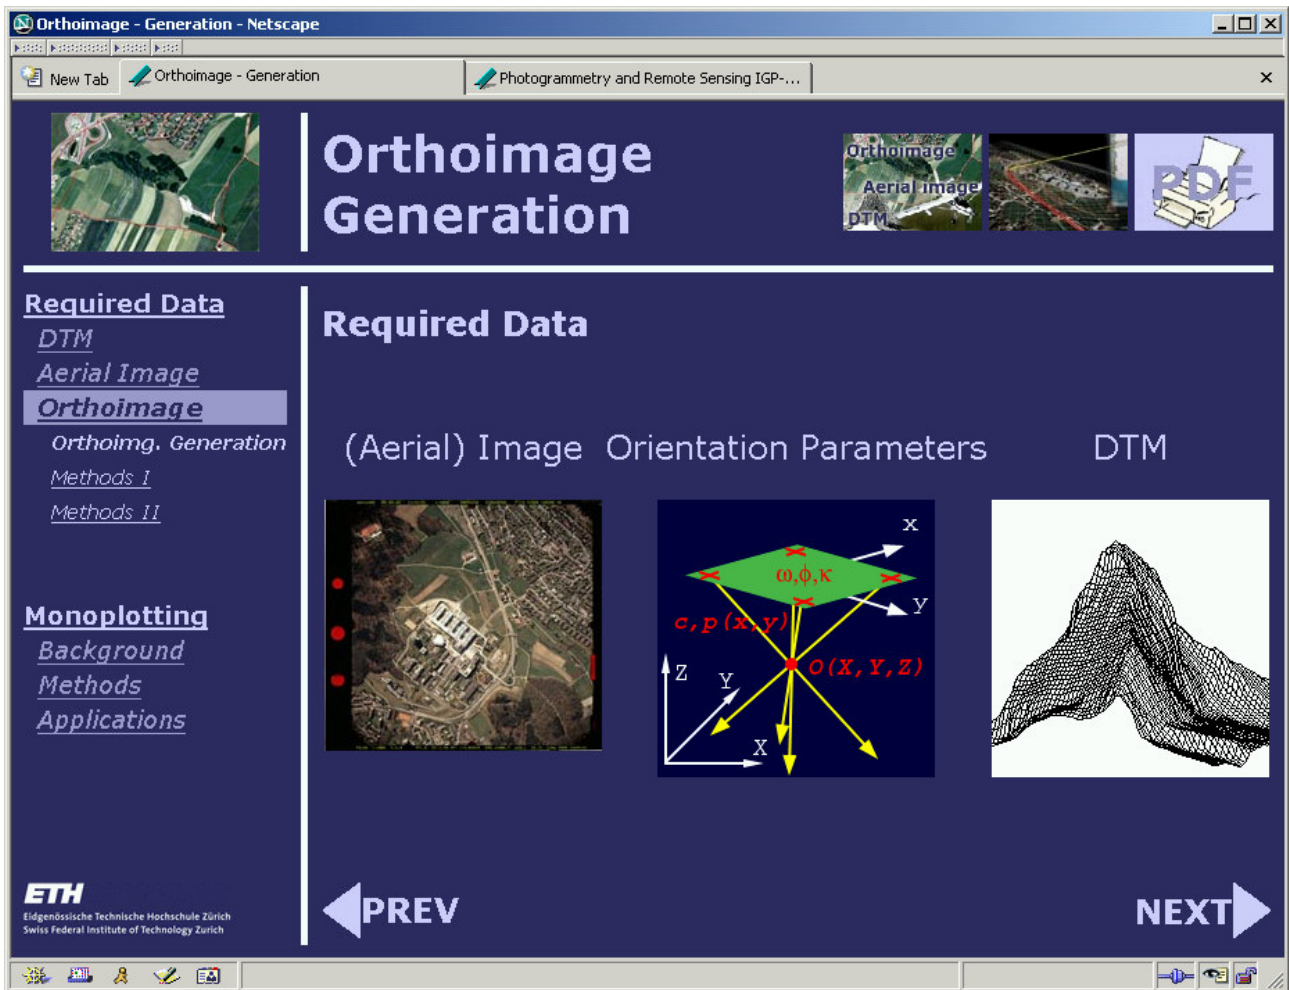 Orthoimage - Generation - Netscape
New Tab
Orthoimage - Generation
Photogrammetry and Remote Sensing IGP-...
Orthoimage
Generation
Orthoimage
Aerial image
DTM
PDF
Required Data
DTM
Aerial Image
Orthoimage
Orthoimg. Generation
Methods I
Methods II
Monoplotting
Background
Methods
Applications
Required Data
(Aerial) Image
Orientation Parameters
DTM
x
ω,φ,κ
y
c,p(x,y)
O(X,Y,Z)
Z
Y
X
ETH
Eidgenössische Technische Hochschule Zürich
Swiss Federal Institute of Technology Zurich
PREV
NEXT